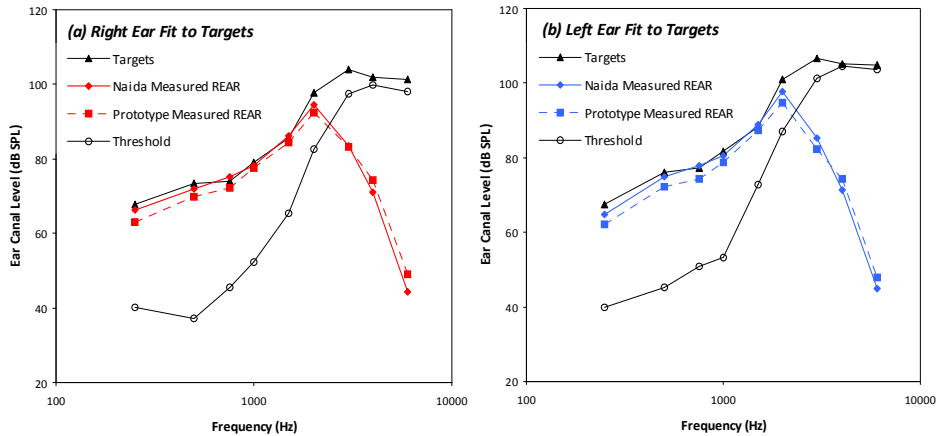 (a) Right Ear Fit to Targets
Targets
Naida Measured REAR
Prototype Measured REAR
Threshold
Ear Canal Level (dB SPL)
120
100
80
60
40
20
100
1000
10000
Frequency (Hz)
(b) Left Ear Fit to Targets
Targets
Naida Measured REAR
Prototype Measured REAR
Threshold
Ear Canal Level (dB SPL)
120
100
80
60
40
20
100
1000
10000
Frequency (Hz)